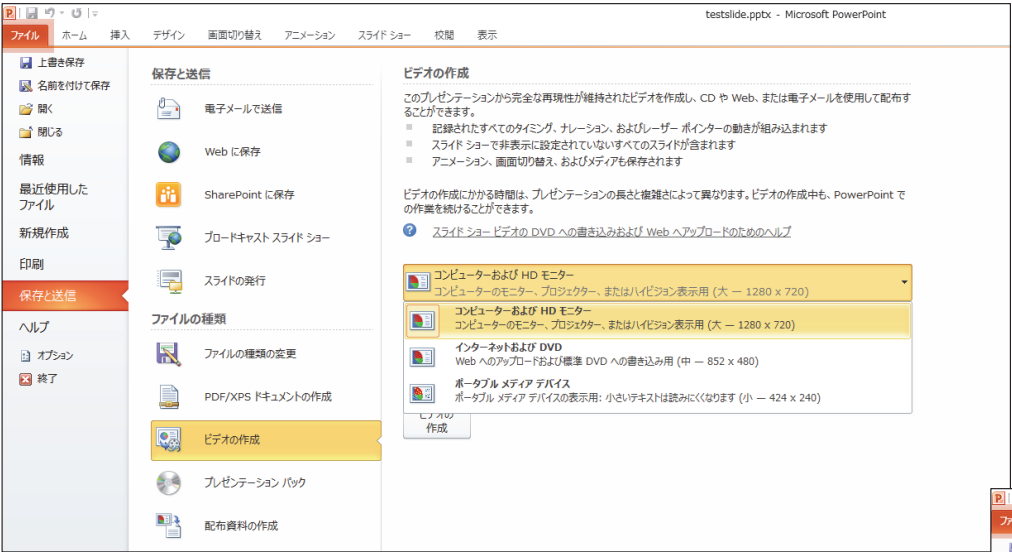 testslide.pptx - Microsoft PowerPoint
ファイル ホーム 挿入 デザイン 画面切り替え アニメーション スライド ショー 校閲 表示
上書き保存
名前を付けて保存
開く
閉じる
情報
最近使用した
ファイル
新規作成
印刷
保存と送信
ヘルプ
オプション
終了
保存と送信
電子メールで送信
Web に保存
SharePoint に保存
ブロードキャスト スライド ショー
スライドの発行
ファイルの種類
ファイルの種類の変更
PDF/XPS ドキュメントの作成
ビデオの作成
プレゼンテーション パック
配布資料の作成
ビデオの作成
このプレゼンテーションから完全な再現性が維持されたビデオを作成し、CD や Web、または電子メールを使用して配布す
ることができます。
記録されたすべてのタイミング、ナレーション、およびレーザー ポインターの動きが組み込まれます
スライド ショーで非表示に設定されていないすべてのスライドが含まれます
アニメーション、画面切り替え、およびメディアも保存されます
ビデオの作成にかかる時間は、プレゼンテーションの長さと複雑さによって異なります。ビデオの作成中も、PowerPoint で
の作業を続けることができます。
スライド ショー ビデオの DVD への書き込みおよび Web へアップロードのためのヘルプ
コンピューターおよび HD モニター
コンピューターのモニター、プロジェクター、またはハイビジョン表示用 (大 — 1280 x 720)
コンピューターおよび HD モニター
コンピューターのモニター、プロジェクター、またはハイビジョン表示用 (大 — 1280 x 720)
インターネットおよび DVD
Web へのアップロードおよび標準 DVD への書き込み用 (中 — 852 x 480)
ポータブル メディア デバイス
ポータブル メディア デバイスの表示用: 小さいテキストは読みにくくなります (小 — 424 x 240)
ビデオの
作成